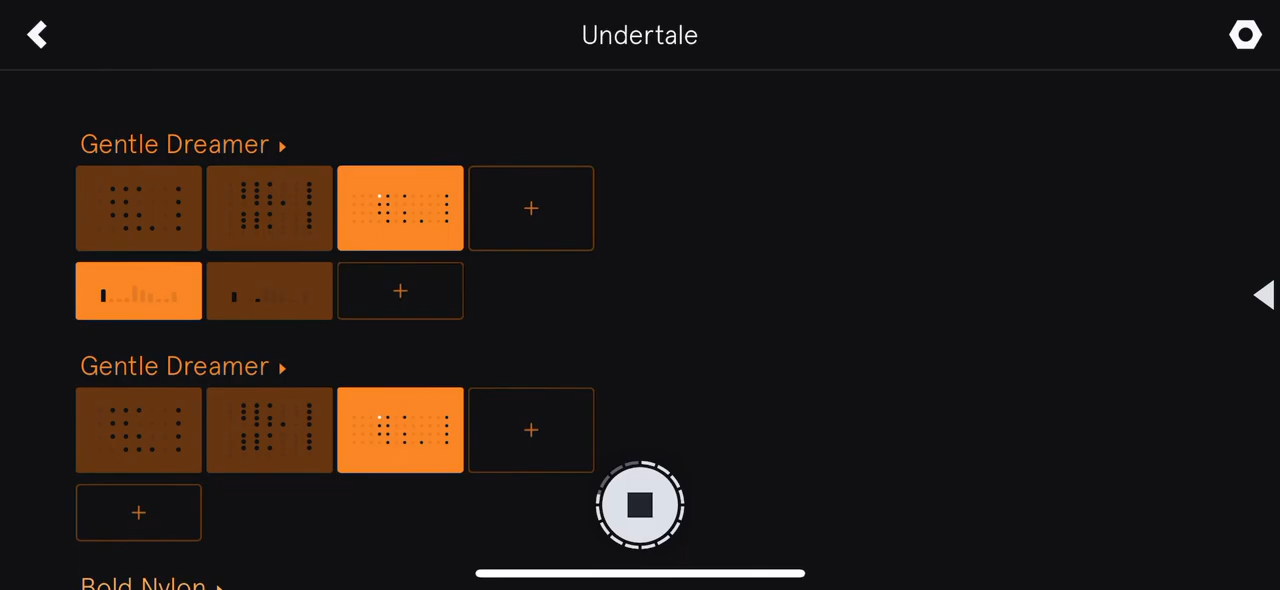 Undertale
Gentle Dreamer
+
+
Gentle Dreamer
+
+
Bold Nylon